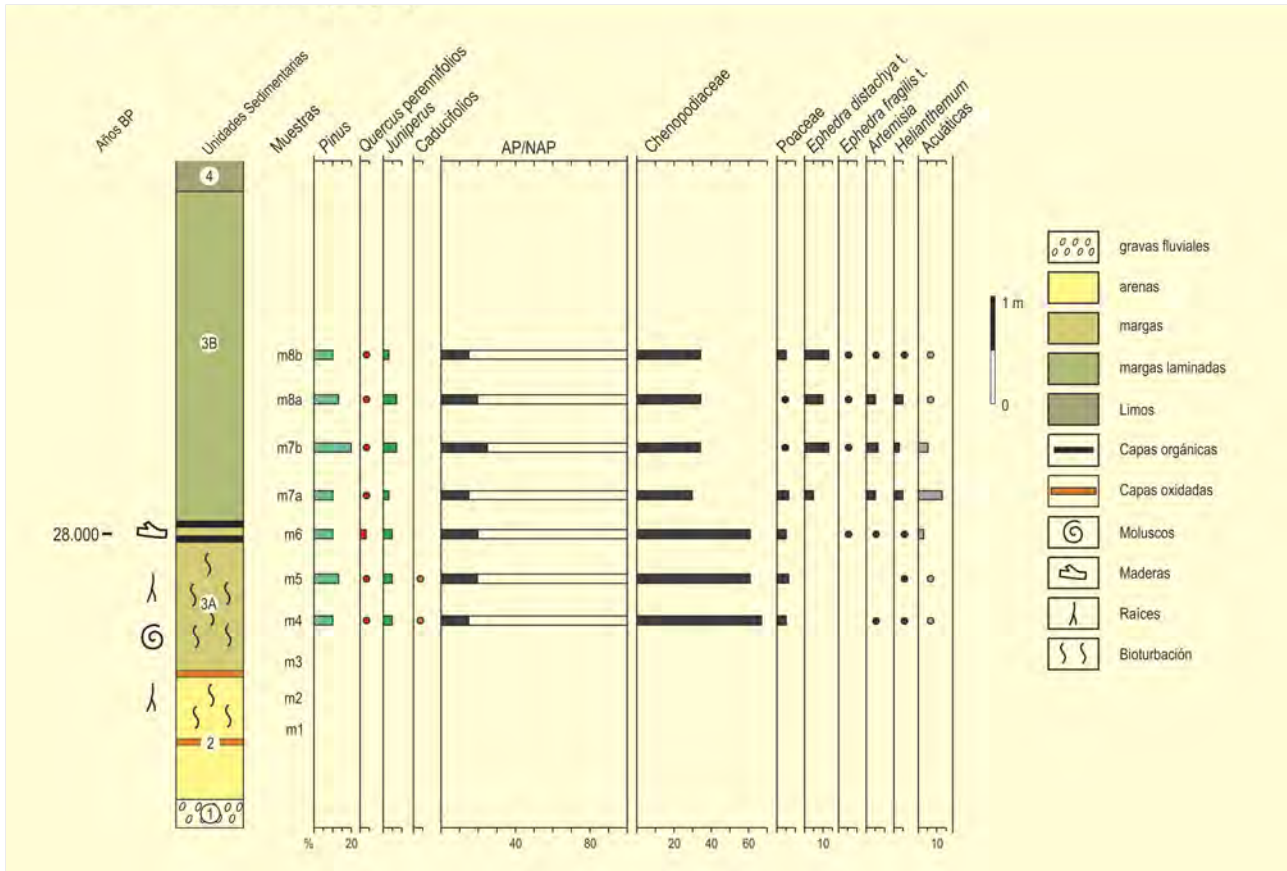 Años BP
Unidades Sedimentarias
Muestras
Pinus
Quercus perennifolios
Juniperus
Caducifolios
AP/NAP
Chenopodiaceae
Poaceae
Ephedra distachya t.
Ephedra fragilis t.
Artemisia
Helianthemum
Acuáticas
4
3B
28.000
3A
2
1
m8b
m8a
m7b
m7a
m6
m5
m4
m3
m2
m1
% 20 40 80 20 40 60 10 10
1 m
0
gravas fluviales
arenas
margas
margas laminadas
Limos
Capas orgánicas
Capas oxidadas
Moluscos
Maderas
Raíces
Bioturbación